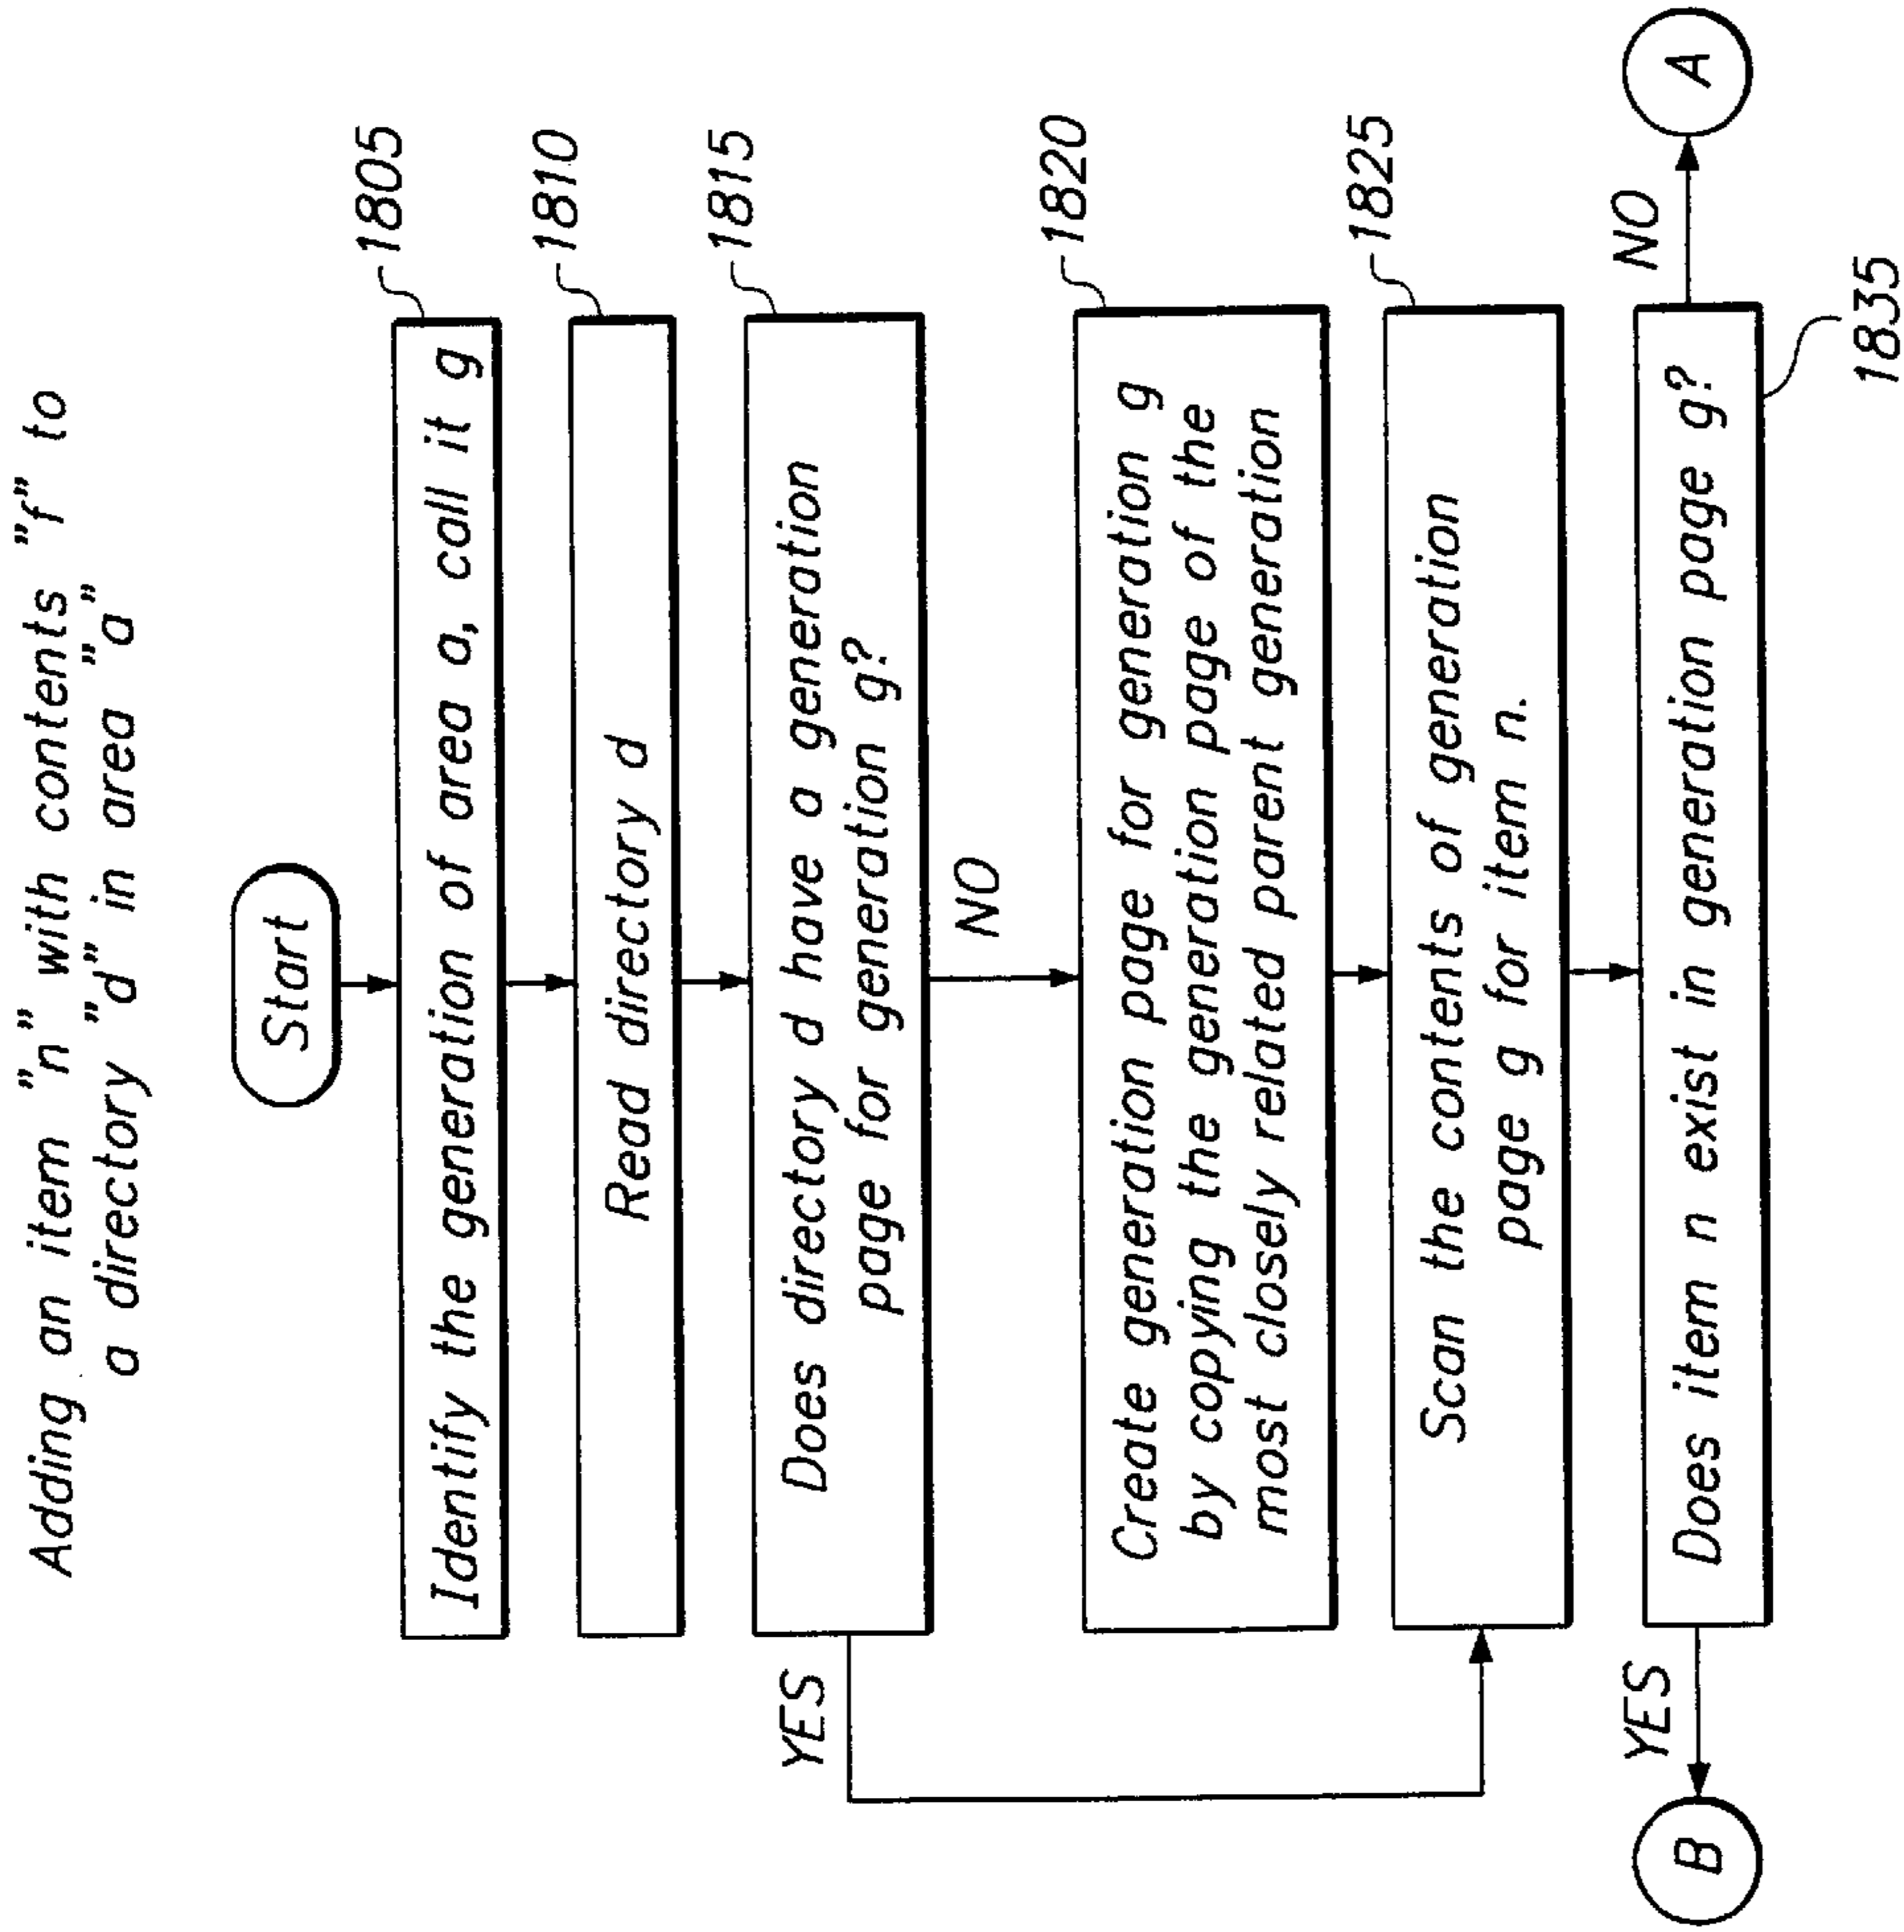 Adding an item "n" with contents "f" to
a directory "d" in area "a"
Start
Identify the generation of area a, call it g
1805
Read directory d
1810
Does directory d have a generation
page for generation g?
1815
YES
NO
Create generation page for generation g
by copying the generation page of the
most closely related parent generation
1820
Scan the contents of generation
page g for item n.
1825
Does item n exist in generation page g?
1835
YES
NO
B
A